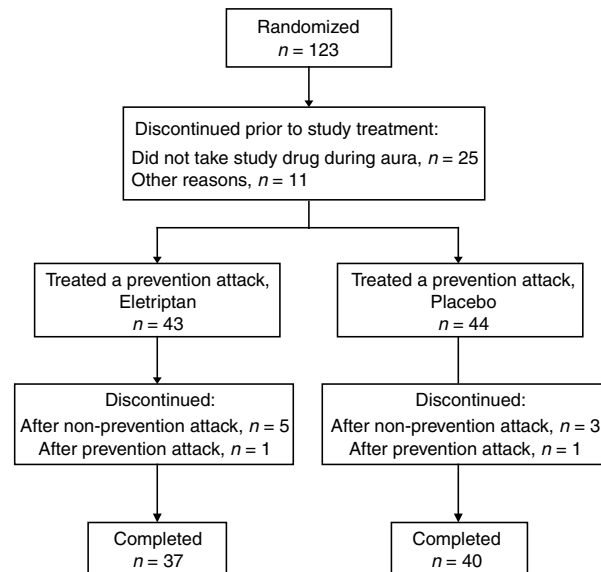 Randomized
n = 123
Discontinued prior to study treatment:
Did not take study drug during aura, n = 25
Other reasons, n = 11
Treated a prevention attack,
Eletriptan
n = 43
Treated a prevention attack,
Placebo
n = 44
Discontinued:
After non-prevention attack, n = 5
After prevention attack, n = 1
Discontinued:
After non-prevention attack, n = 3
After prevention attack, n = 1
Completed
n = 37
Completed
n = 40